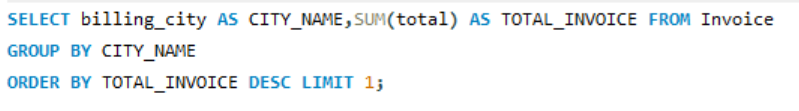 SELECT billing_city AS CITY_NAME,SUM(total) AS TOTAL_INVOICE FROM Invoice
GROUP BY CITY_NAME
ORDER BY TOTAL_INVOICE DESC LIMIT 1;